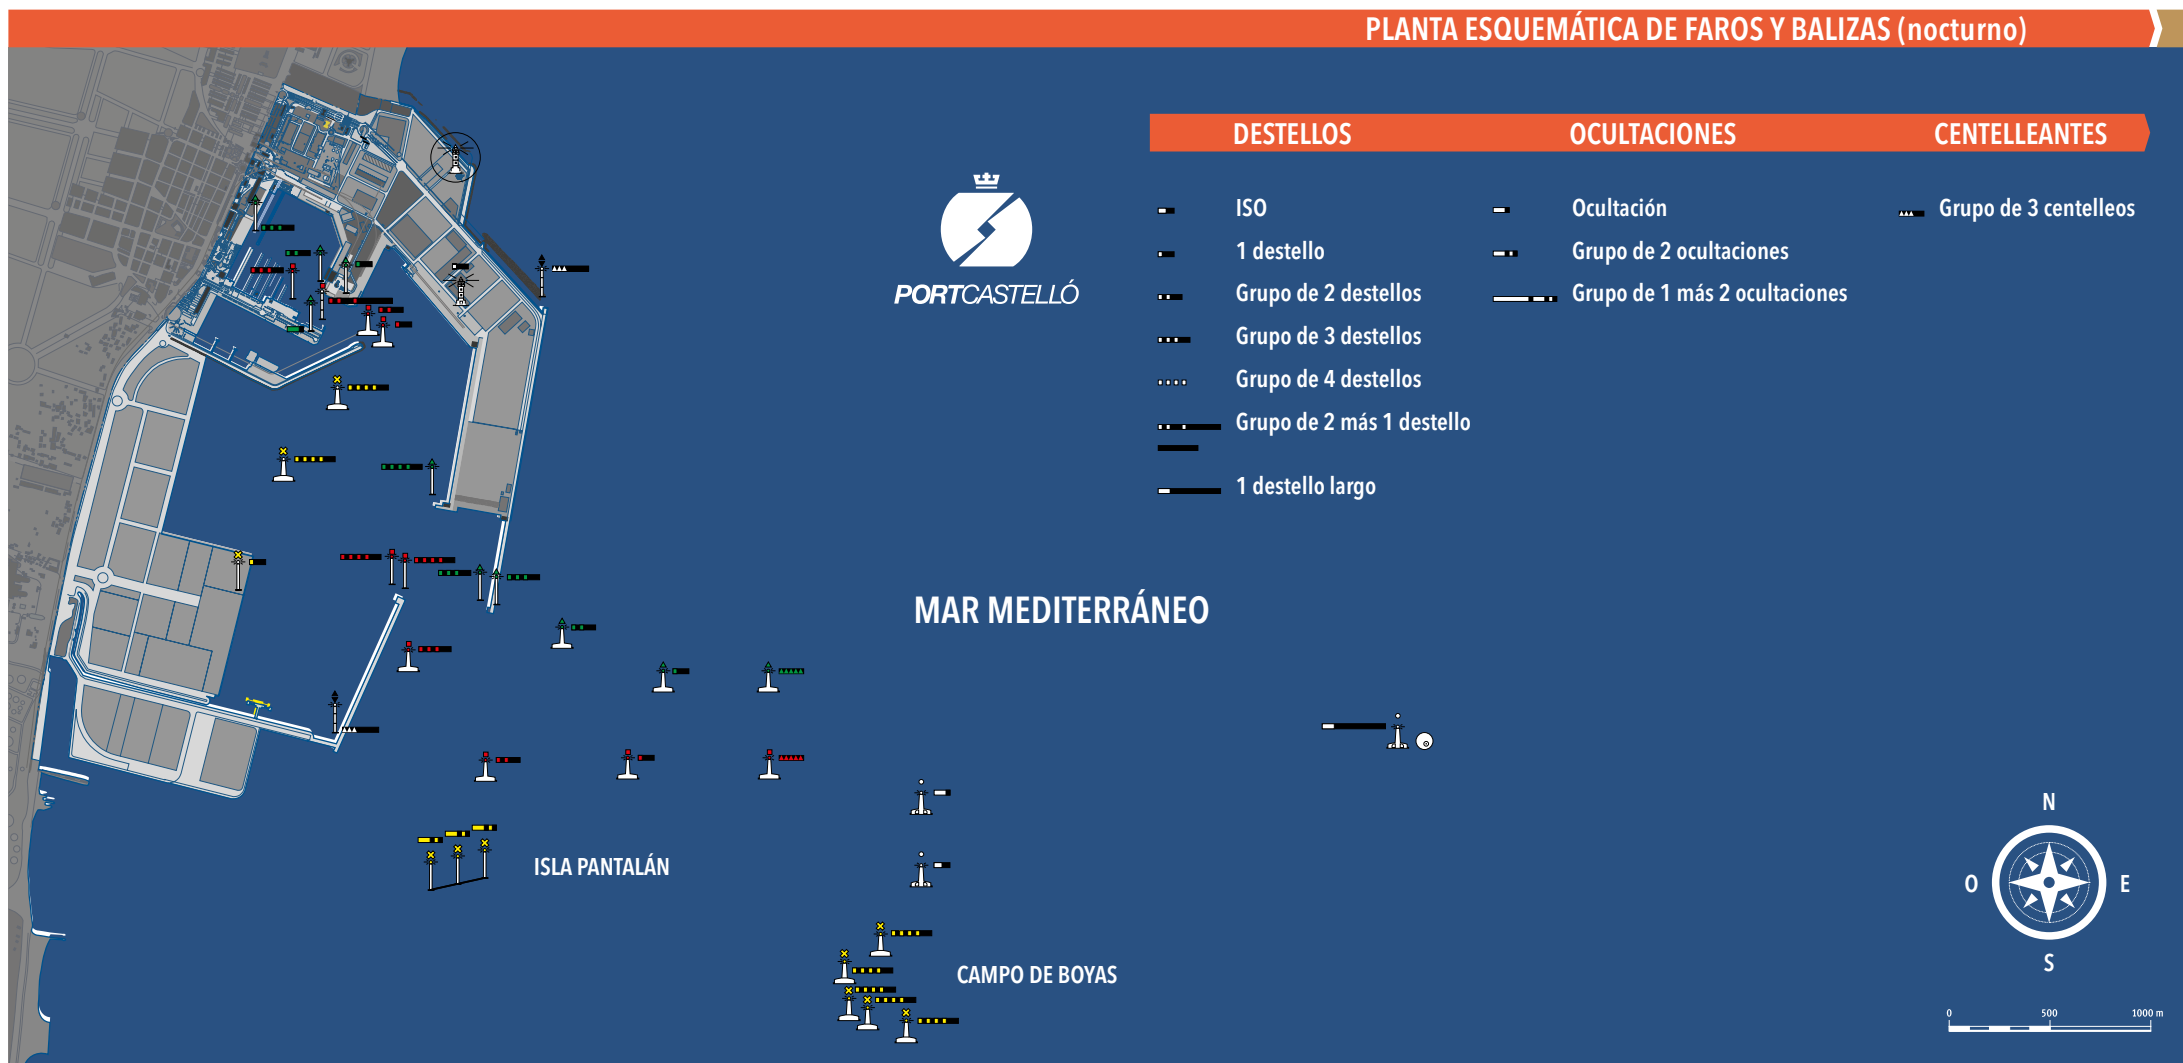 PLANTA ESQUEMÁTICA DE FAROS Y BALIZAS (nocturno)
DESTELLOS
OCULTACIONES
CENTELLEANTES
ISO
Ocultación
Grupo de 3 centelleos
1 destello
Grupo de 2 ocultaciones
Grupo de 2 destellos
Grupo de 1 más 2 ocultaciones
Grupo de 3 destellos
Grupo de 4 destellos
Grupo de 2 más 1 destello
1 destello largo
PORTCASTELLÓ
MAR MEDITERRÁNEO
ISLA PANTALÁN
CAMPO DE BOYAS
N
O
E
S
0 500 1000 m